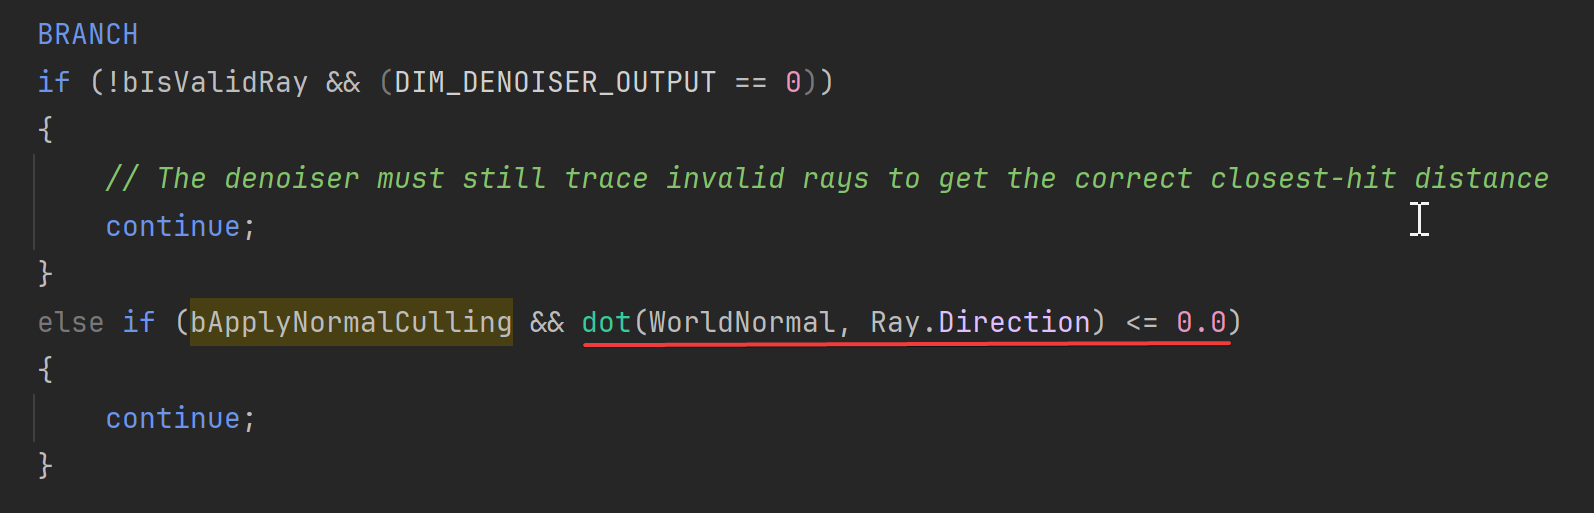 BRANCH
if (!bIsValidRay && (DIM_DENOISER_OUTPUT == 0))
{
    // The denoiser must still trace invalid rays to get the correct closest-hit distance
    continue;
}
else if (bApplyNormalCulling && dot(WorldNormal, Ray.Direction) <= 0.0)
{
    continue;
}